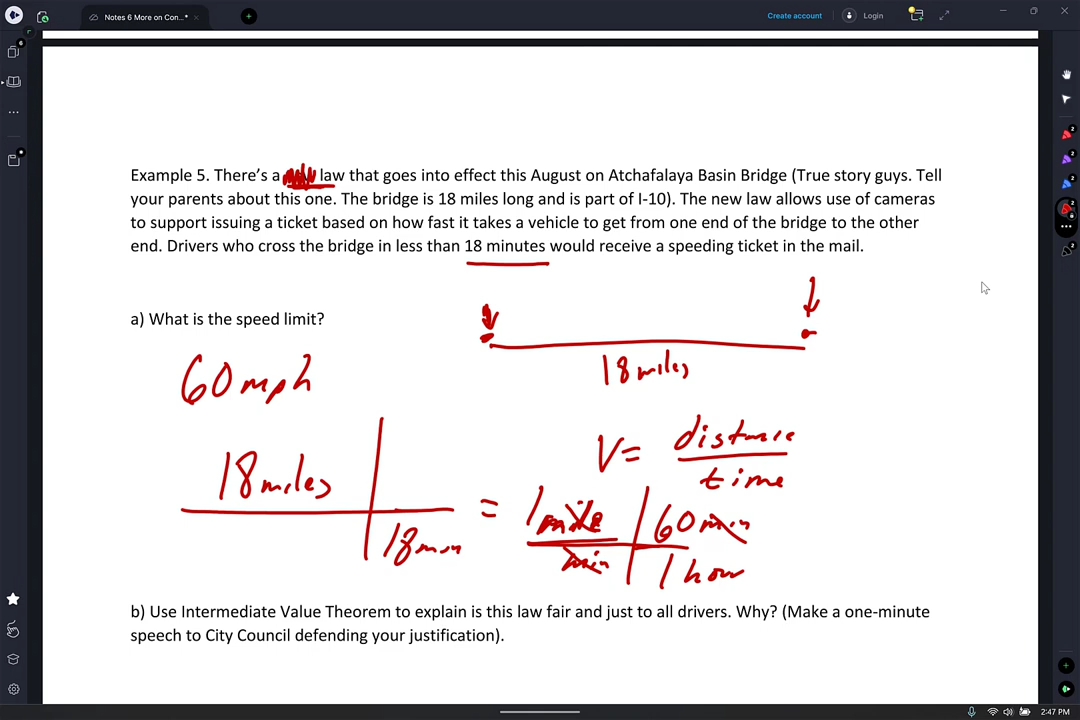 Notes 6 More on Con...*
Create account
Login
Example 5. There's a law that goes into effect this August on Atchafalaya Basin Bridge (True story guys. Tell
your parents about this one. The bridge is 18 miles long and is part of I-10). The new law allows use of cameras
to support issuing a ticket based on how fast it takes a vehicle to get from one end of the bridge to the other
end. Drivers who cross the bridge in less than 18 minutes would receive a speeding ticket in the mail.
a) What is the speed limit?
18 miles
60 mph
V = distance
time
18 miles
18 min
= 1 mile 60 min
min 1 hour
b) Use Intermediate Value Theorem to explain is this law fair and just to all drivers. Why? (Make a one-minute
speech to City Council defending your justification).
2:47 PM